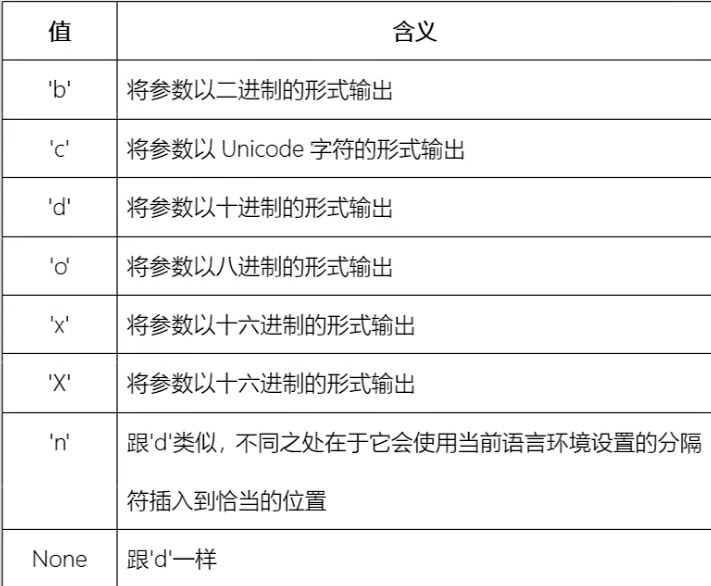 值 含义
'b' 将参数以二进制的形式输出
'c' 将参数以 Unicode 字符的形式输出
'd' 将参数以十进制的形式输出
'o' 将参数以八进制的形式输出
'x' 将参数以十六进制的形式输出
'X' 将参数以十六进制的形式输出
'n' 跟'd'类似，不同之处在于它会使用当前语言环境设置的分隔
符插入到恰当的位置
None 跟'd'一样